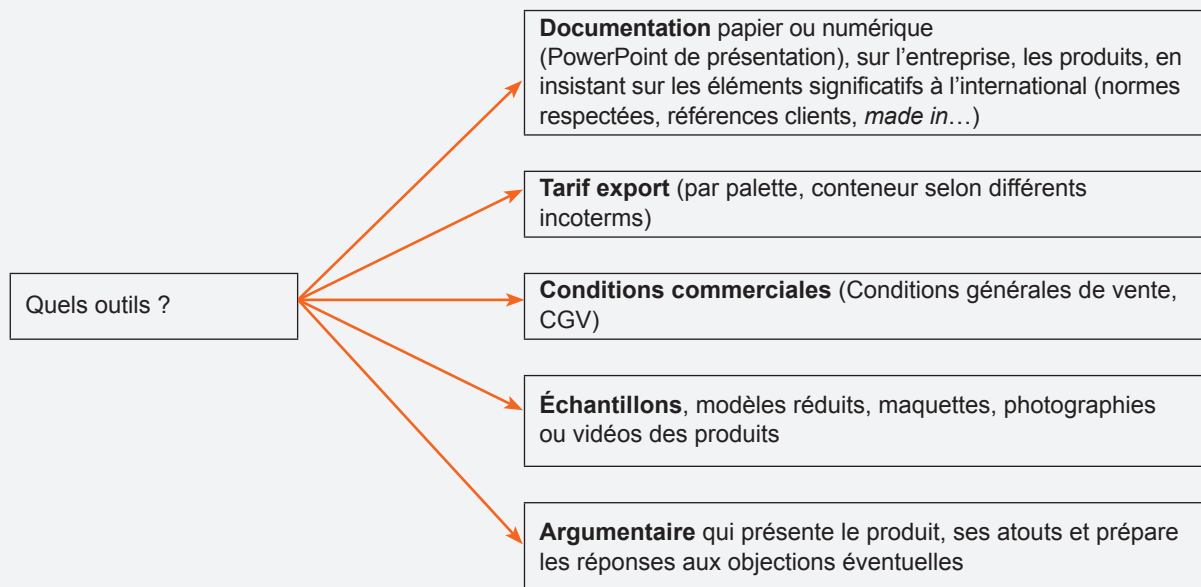 Documentation papier ou numérique
(PowerPoint de présentation), sur l’entreprise, les produits, en
insistant sur les éléments significatifs à l’international (normes
respectées, références clients, made in…)
Tarif export (par palette, conteneur selon différents
incoterms)
Quels outils ?
Conditions commerciales (Conditions générales de vente,
CGV)
Échantillons, modèles réduits, maquettes, photographies
ou vidéos des produits
Argumentaire qui présente le produit, ses atouts et prépare
les réponses aux objections éventuelles